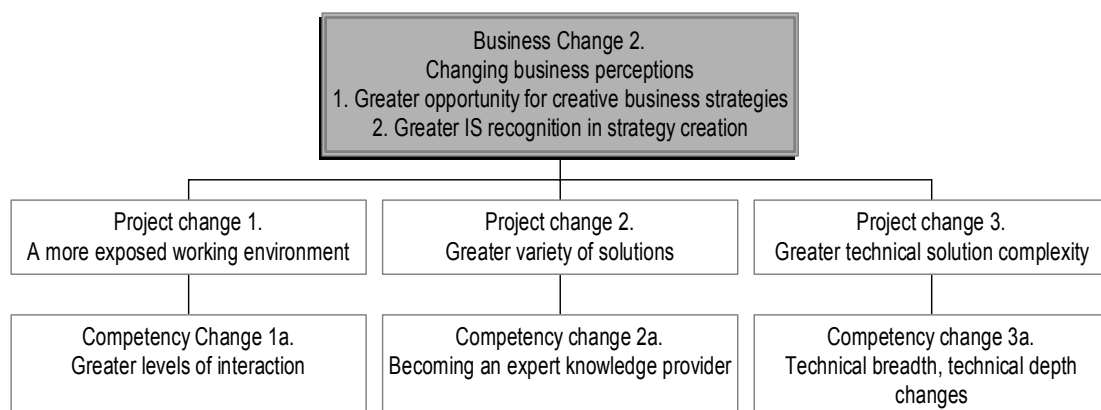 Business Change 2.
Changing business perceptions
1. Greater opportunity for creative business strategies
2. Greater IS recognition in strategy creation
Project change 1.
A more exposed working environment
Project change 2.
Greater variety of solutions
Project change 3.
Greater technical solution complexity
Competency Change 1a.
Greater levels of interaction
Competency change 2a.
Becoming an expert knowledge provider
Competency change 3a.
Technical breadth, technical depth
changes